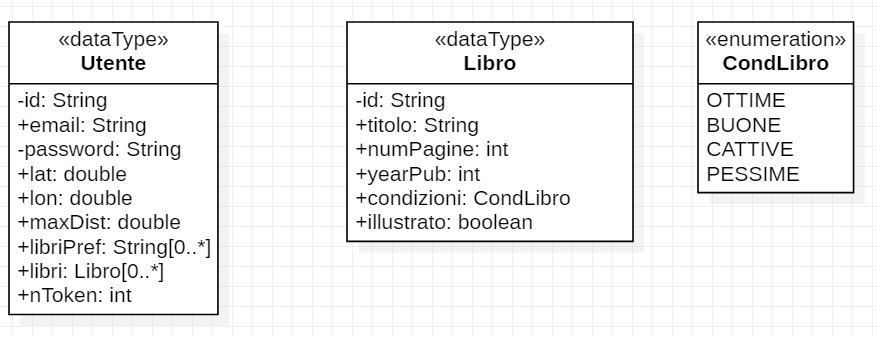 «dataType»
Utente
-id: String
+email: String
-password: String
+lat: double
+lon: double
+maxDist: double
+libriPref: String[0..*]
+libri: Libro[0..*]
+nToken: int
«dataType»
Libro
-id: String
+titolo: String
+numPagine: int
+yearPub: int
+condizioni: CondLibro
+illustrato: boolean
«enumeration»
CondLibro
OTTIME
BUONE
CATTIVE
PESSIME